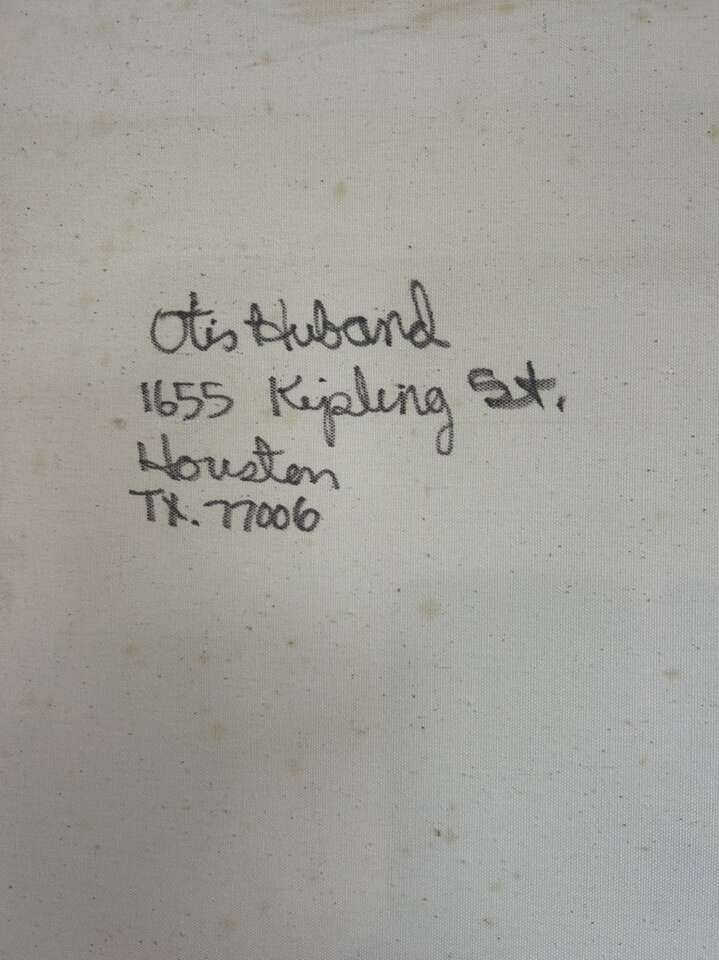 Otis Huband
1655 Kipling St.
Houston
TX. 77006